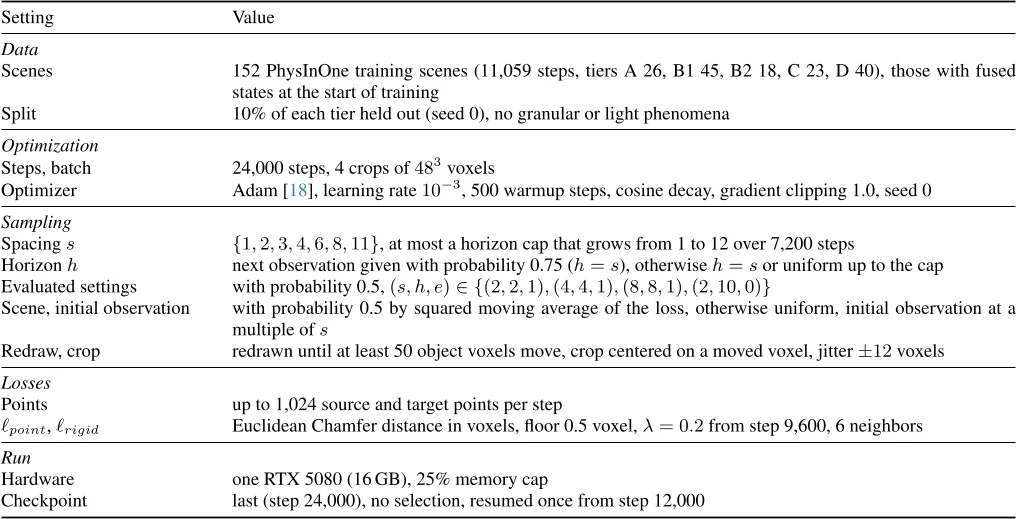 Setting Value
Data
Scenes 152 PhysInOne training scenes (11,059 steps, tiers A 26, B1 45, B2 18, C 23, D 40), those with fused
states at the start of training
Split 10% of each tier held out (seed 0), no granular or light phenomena
Optimization
Steps, batch 24,000 steps, 4 crops of 48³ voxels
Optimizer Adam [18], learning rate 10⁻³, 500 warmup steps, cosine decay, gradient clipping 1.0, seed 0
Sampling
Spacing s {1, 2, 3, 4, 6, 8, 11}, at most a horizon cap that grows from 1 to 12 over 7,200 steps
Horizon h next observation given with probability 0.75 (h = s), otherwise h = s or uniform up to the cap
Evaluated settings with probability 0.5, (s, h, e) ∈ {(2, 2, 1), (4, 4, 1), (8, 8, 1), (2, 10, 0)}
Scene, initial observation with probability 0.5 by squared moving average of the loss, otherwise uniform, initial observation at a
multiple of s
Redraw, crop redrawn until at least 50 object voxels move, crop centered on a moved voxel, jitter ±12 voxels
Losses
Points up to 1,024 source and target points per step
ℓpoint, ℓrigid Euclidean Chamfer distance in voxels, floor 0.5 voxel, λ = 0.2 from step 9,600, 6 neighbors
Run
Hardware one RTX 5080 (16 GB), 25% memory cap
Checkpoint last (step 24,000), no selection, resumed once from step 12,000